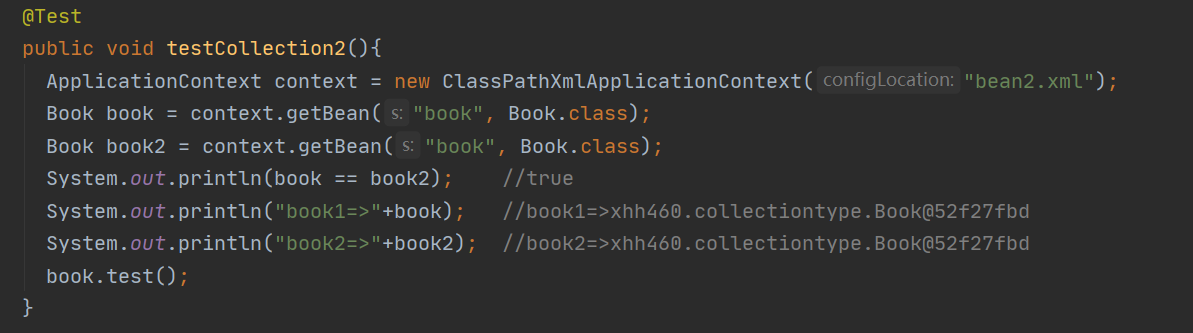 @Test
public void testCollection2(){
ApplicationContext context = new ClassPathXmlApplicationContext( configLocation: "bean2.xml");
Book book = context.getBean( s: "book", Book.class);
Book book2 = context.getBean( s: "book", Book.class);
System.out.println(book == book2);    //true
System.out.println("book1=>"+book);   //book1=>xhh460.collectiontype.Book@52f27fbd
System.out.println("book2=>"+book2);  //book2=>xhh460.collectiontype.Book@52f27fbd
book.test();
}